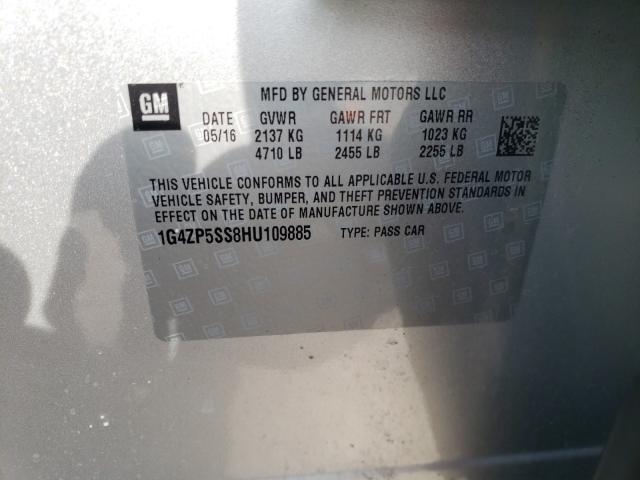 GM
MFD BY GENERAL MOTORS LLC
DATE GVWR GAWR FRT GAWR RR
05/16 2137 KG 1114 KG 1023 KG
4710 LB 2455 LB 2255 LB
THIS VEHICLE CONFORMS TO ALL APPLICABLE U.S. FEDERAL MOTOR
VEHICLE SAFETY, BUMPER, AND THEFT PREVENTION STANDARDS IN
EFFECT ON THE DATE OF MANUFACTURE SHOWN ABOVE.
1G4ZP5SS8HU109885 TYPE: PASS CAR